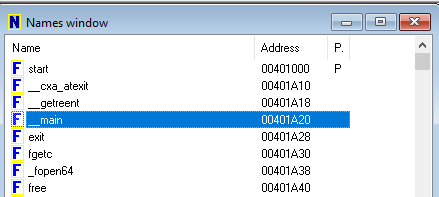 N Names window
Name Address P.
F start 00401000 P
F __cxa_atexit 00401A10
F __getreent 00401A18
F __main 00401A20
F exit 00401A28
F fgetc 00401A30
F _fopen64 00401A38
F free 00401A40